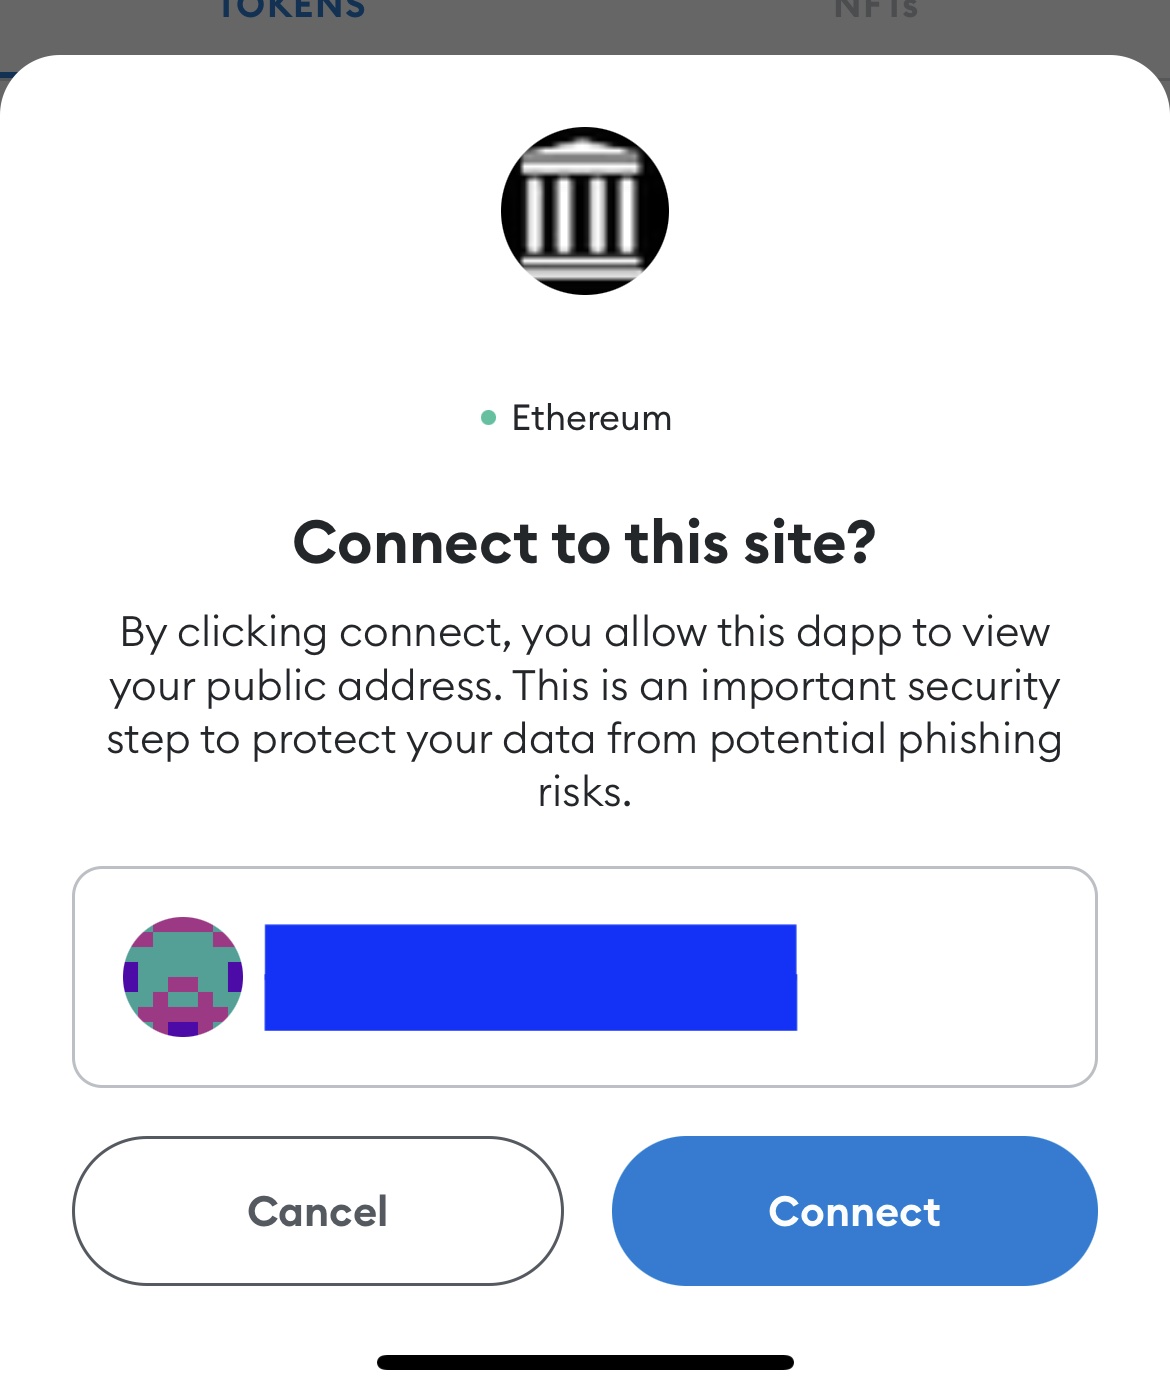 TOKENS NFTs
Ethereum
Connect to this site?
By clicking connect, you allow this dapp to view
your public address. This is an important security
step to protect your data from potential phishing
risks.
Cancel Connect